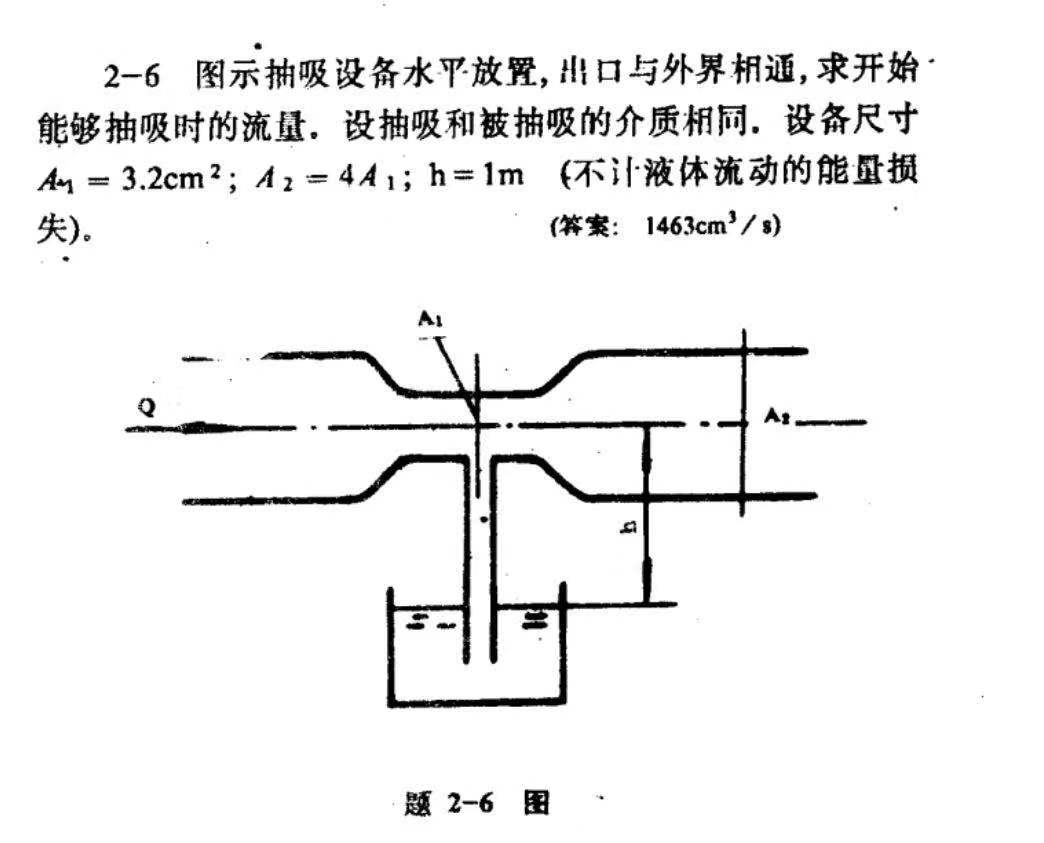 2-6 图示抽吸设备水平放置,出口与外界相通,求开始
能够抽吸时的流量.设抽吸和被抽吸的介质相同.设备尺寸
A₁ = 3.2cm²; A₂ = 4A₁; h=1m (不计液体流动的能量损
失)。 (答案: 1463cm³/s)
A₁
Q
A₂
h
题 2-6 图